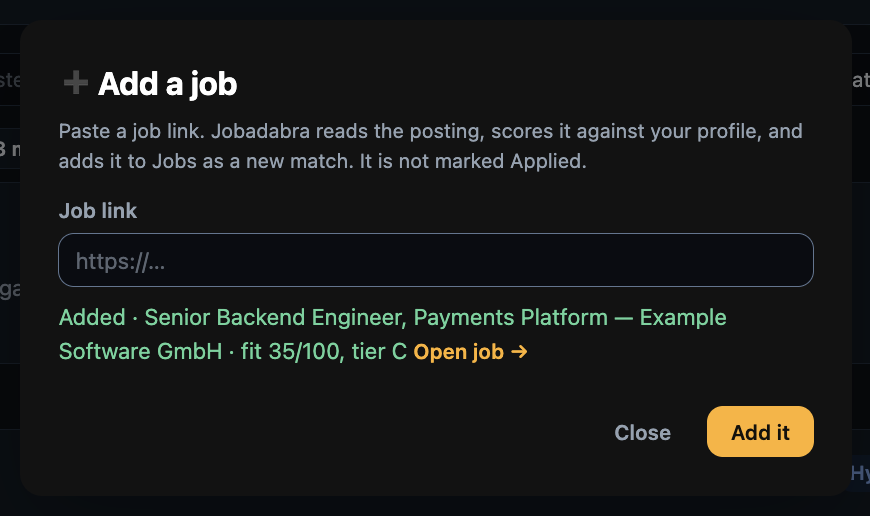 Add a job
Paste a job link. Jobadabra reads the posting, scores it against your profile, and
adds it to Jobs as a new match. It is not marked Applied.
Job link
https://...
Added · Senior Backend Engineer, Payments Platform — Example
Software GmbH · fit 35/100, tier C Open job →
Close
Add it